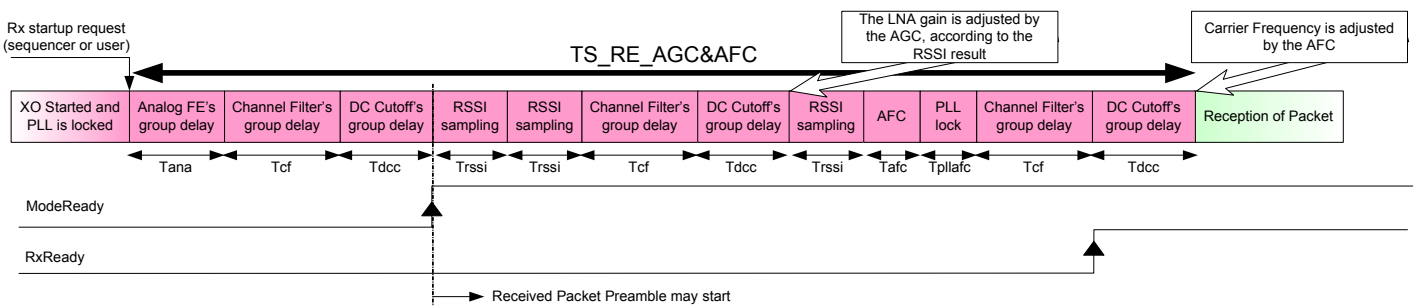 Rx startup request
(sequencer or user)
TS_RE_AGC&AFC
The LNA gain is adjusted by
the AGC, according to the
RSSI result
Carrier Frequency is adjusted
by the AFC
XO Started and
PLL is locked
Analog FE's
group delay
Channel Filter's
group delay
DC Cutoff's
group delay
RSSI
sampling
RSSI
sampling
Channel Filter's
group delay
DC Cutoff's
group delay
RSSI
sampling
AFC
PLL
lock
Channel Filter's
group delay
DC Cutoff's
group delay
Reception of Packet
Tana
Tcf
Tdcc
Trssi
Trssi
Tcf
Tdcc
Trssi
Tafc
Tpllafc
Tcf
Tdcc
ModeReady
RxReady
Received Packet Preamble may start